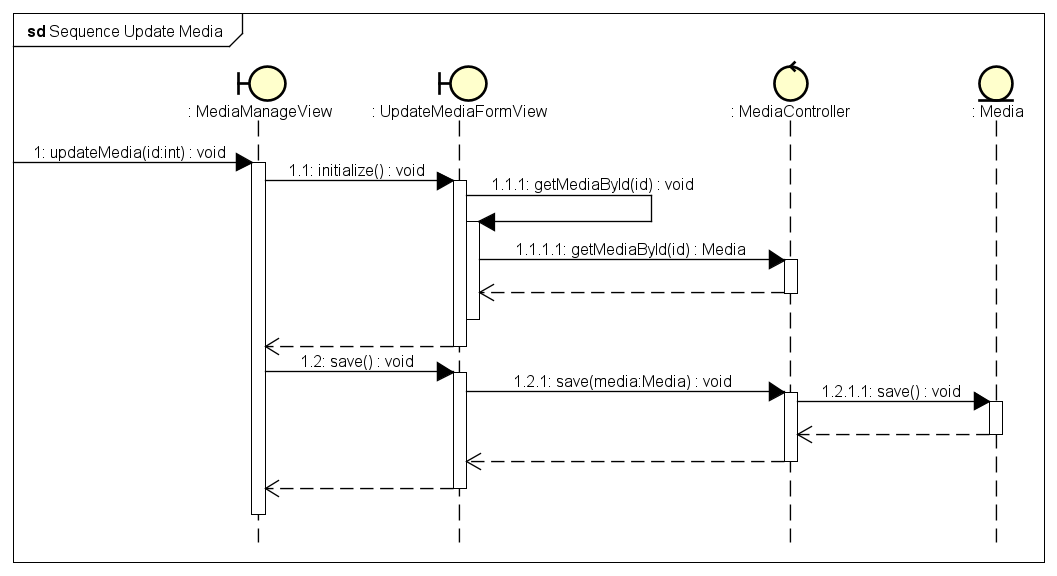 sd Sequence Update Media
: MediaManageView
: UpdateMediaFormView
: MediaController
: Media
1: updateMedia(id:int) : void
1.1: initialize() : void
1.1.1: getMediaById(id) : void
1.1.1.1: getMediaById(id) : Media
1.2: save() : void
1.2.1: save(media:Media) : void
1.2.1.1: save() : void